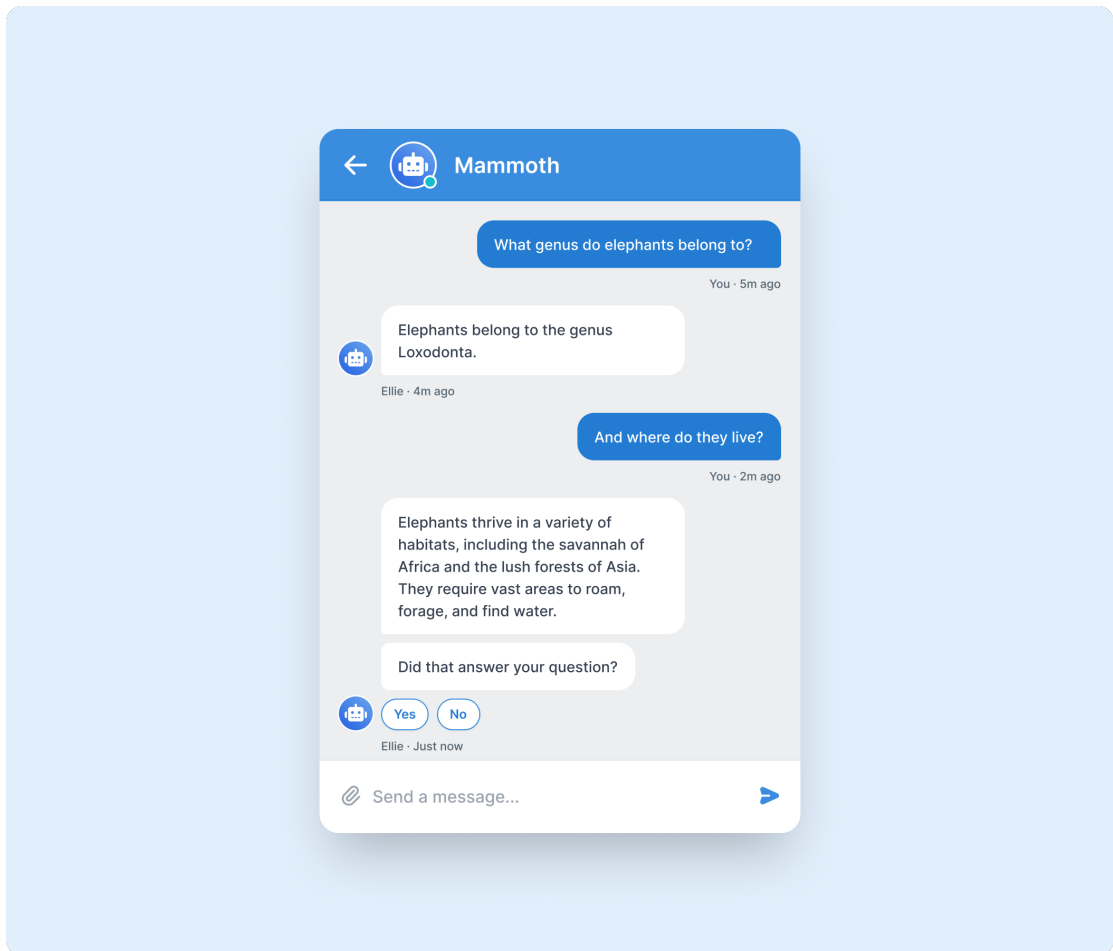 Mammoth
What genus do elephants belong to?
You · 5m ago
Elephants belong to the genus
Loxodonta.
Ellie · 4m ago
And where do they live?
You · 2m ago
Elephants thrive in a variety of
habitats, including the savannah of
Africa and the lush forests of Asia.
They require vast areas to roam,
forage, and find water.
Did that answer your question?
Yes No
Ellie · Just now
Send a message...